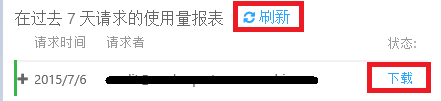 在过去 7 天请求的使用量报表 刷新
请求时间 请求者 状态:
2015/7/6 下载